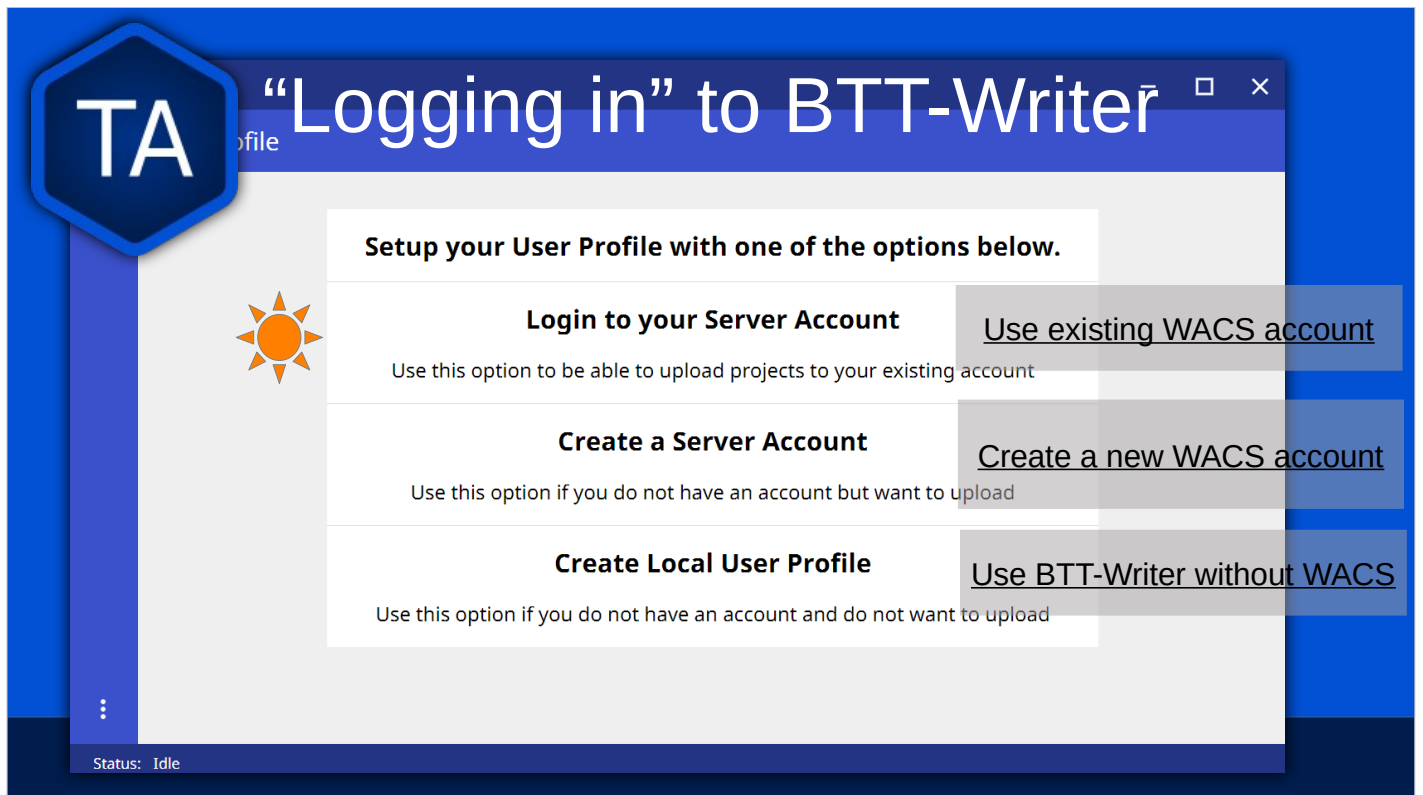 TA
“Logging in” to BTT-Writer
ofile
Setup your User Profile with one of the options below.
Login to your Server Account
Use existing WACS account
Use this option to be able to upload projects to your existing account
Create a Server Account
Create a new WACS account
Use this option if you do not have an account but want to upload
Create Local User Profile
Use BTT-Writer without WACS
Use this option if you do not have an account and do not want to upload
Status: Idle